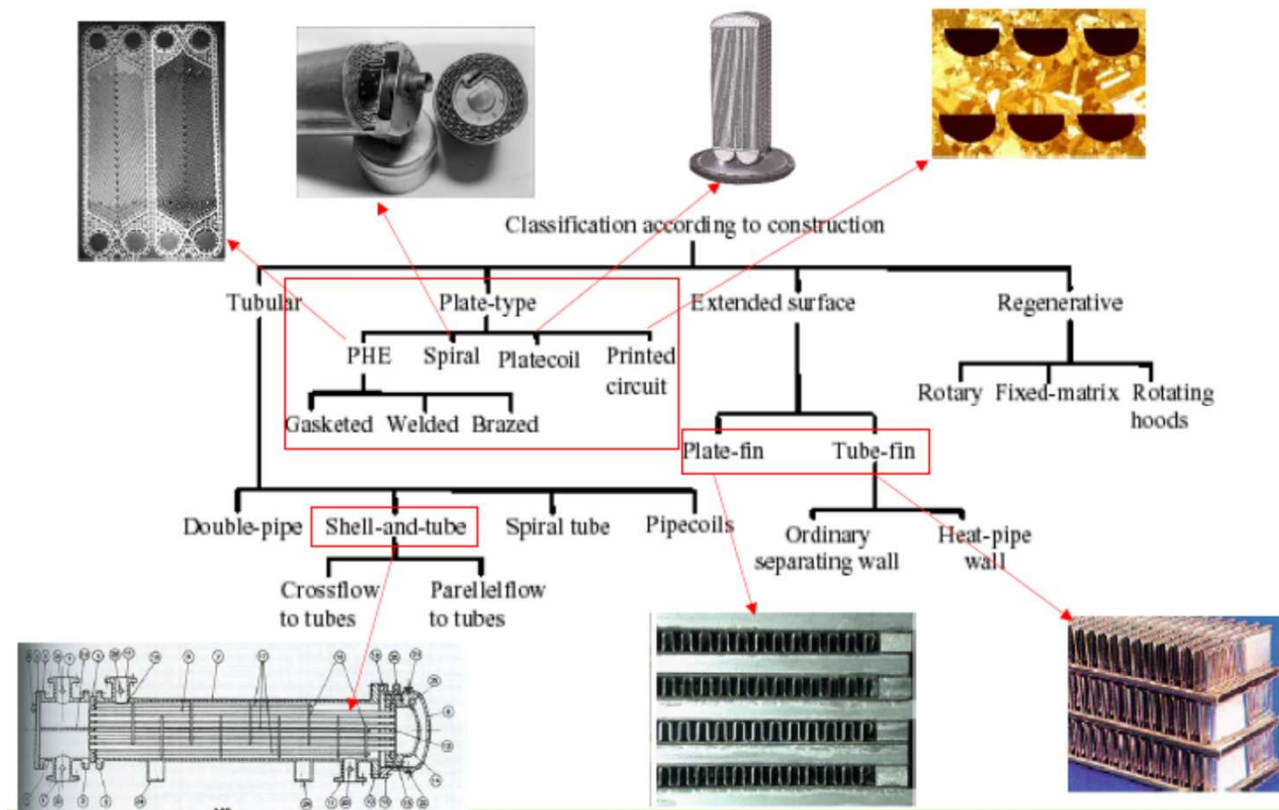 Classification according to construction
Tubular
Plate-type
Extended surface
Regenerative
PHE
Spiral
Platecoil
Printed
circuit
Gasketed
Welded
Brazed
Rotary
Fixed-matrix
Rotating
hoods
Plate-fin
Tube-fin
Double-pipe
Shell-and-tube
Spiral tube
Pipecoils
Ordinary
separating wall
Heat-pipe
wall
Crossflow
to tubes
Parellelflow
to tubes